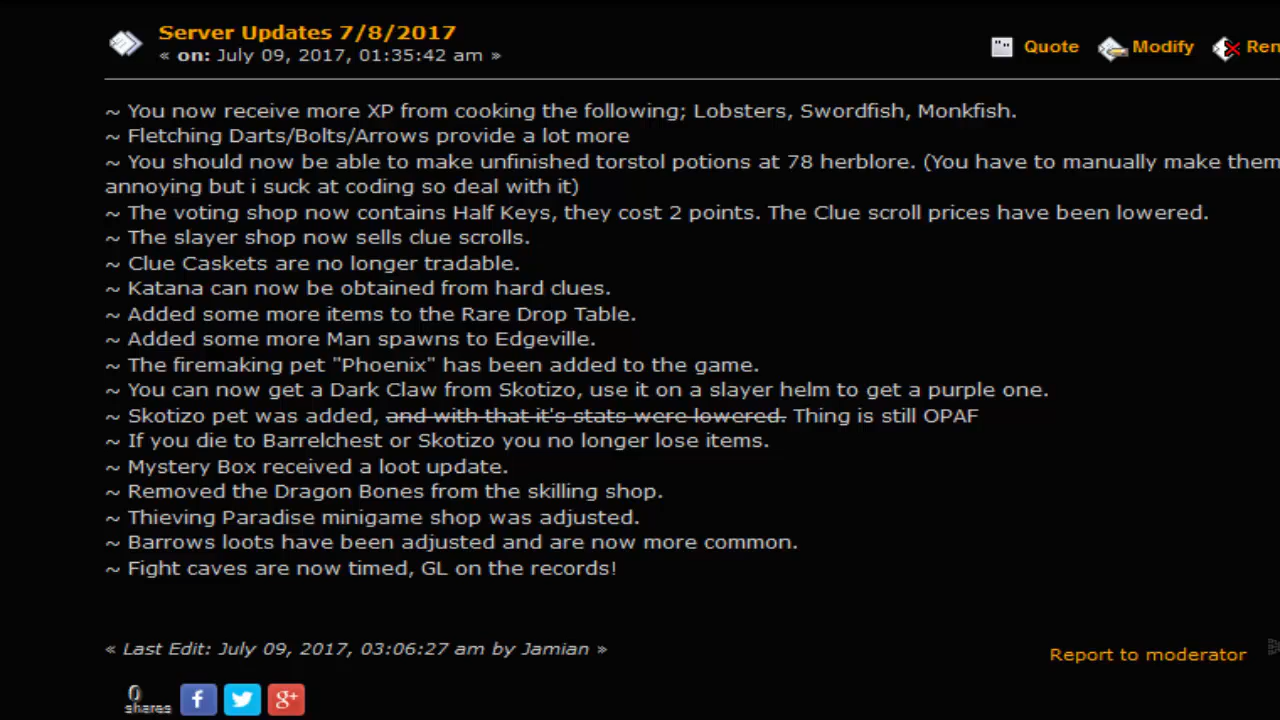 Server Updates 7/8/2017
« on: July 09, 2017, 01:35:42 am »
Quote Modify
~ You now receive more XP from cooking the following; Lobsters, Swordfish, Monkfish.
~ Fletching Darts/Bolts/Arrows provide a lot more
~ You should now be able to make unfinished torstol potions at 78 herblore. (You have to manually make them
annoying but i suck at coding so deal with it)
~ The voting shop now contains Half Keys, they cost 2 points. The Clue scroll prices have been lowered.
~ The slayer shop now sells clue scrolls.
~ Clue Caskets are no longer tradable.
~ Katana can now be obtained from hard clues.
~ Added some more items to the Rare Drop Table.
~ Added some more Man spawns to Edgeville.
~ The firemaking pet "Phoenix" has been added to the game.
~ You can now get a Dark Claw from Skotizo, use it on a slayer helm to get a purple one.
~ Skotizo pet was added, and with that it's stats were lowered. Thing is still OPAF
~ If you die to Barrelchest or Skotizo you no longer lose items.
~ Mystery Box received a loot update.
~ Removed the Dragon Bones from the skilling shop.
~ Thieving Paradise minigame shop was adjusted.
~ Barrows loots have been adjusted and are now more common.
~ Fight caves are now timed, GL on the records!
« Last Edit: July 09, 2017, 03:06:27 am by Jamian »
Report to moderator
0
shares
f
g+